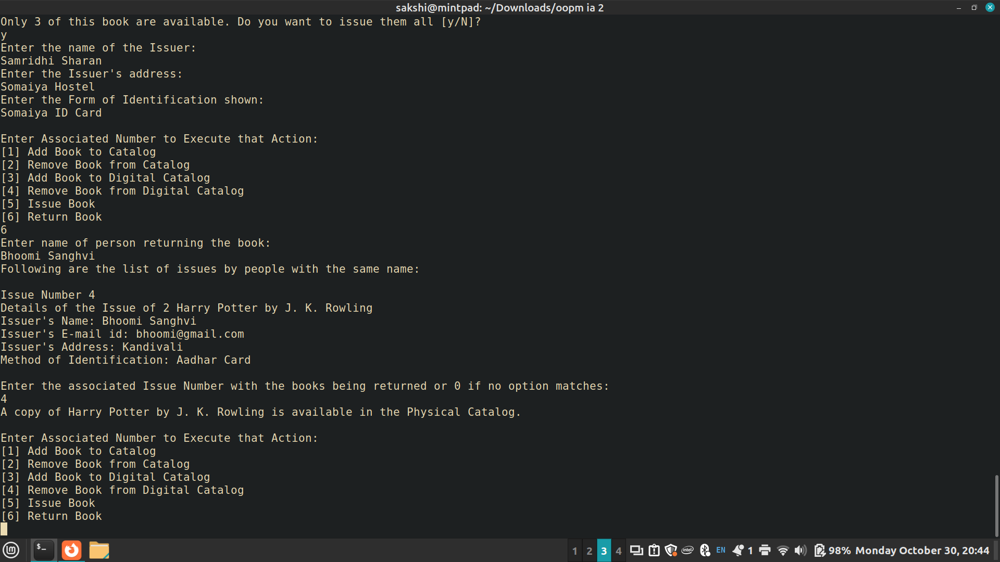 sakshi@mintpad: ~/Downloads/oopm ia 2
Only 3 of this book are available. Do you want to issue them all [y/N]?
y
Enter the name of the Issuer:
Samridhi Sharan
Enter the Issuer's address:
Somaiya Hostel
Enter the Form of Identification shown:
Somaiya ID Card
Enter Associated Number to Execute that Action:
[1] Add Book to Catalog
[2] Remove Book from Catalog
[3] Add Book to Digital Catalog
[4] Remove Book from Digital Catalog
[5] Issue Book
[6] Return Book
6
Enter name of person returning the book:
Bhoomi Sanghvi
Following are the list of issues by people with the same name:
Issue Number 4
Details of the Issue of 2 Harry Potter by J. K. Rowling
Issuer's Name: Bhoomi Sanghvi
Issuer's E-mail id: bhoomi@gmail.com
Issuer's Address: Kandivali
Method of Identification: Aadhar Card
Enter the associated Issue Number with the books being returned or 0 if no option matches:
4
A copy of Harry Potter by J. K. Rowling is available in the Physical Catalog.
Enter Associated Number to Execute that Action:
[1] Add Book to Catalog
[2] Remove Book from Catalog
[3] Add Book to Digital Catalog
[4] Remove Book from Digital Catalog
[5] Issue Book
[6] Return Book
$_ 1 2 3 4 intel EN 1 98% Monday October 30, 20:44